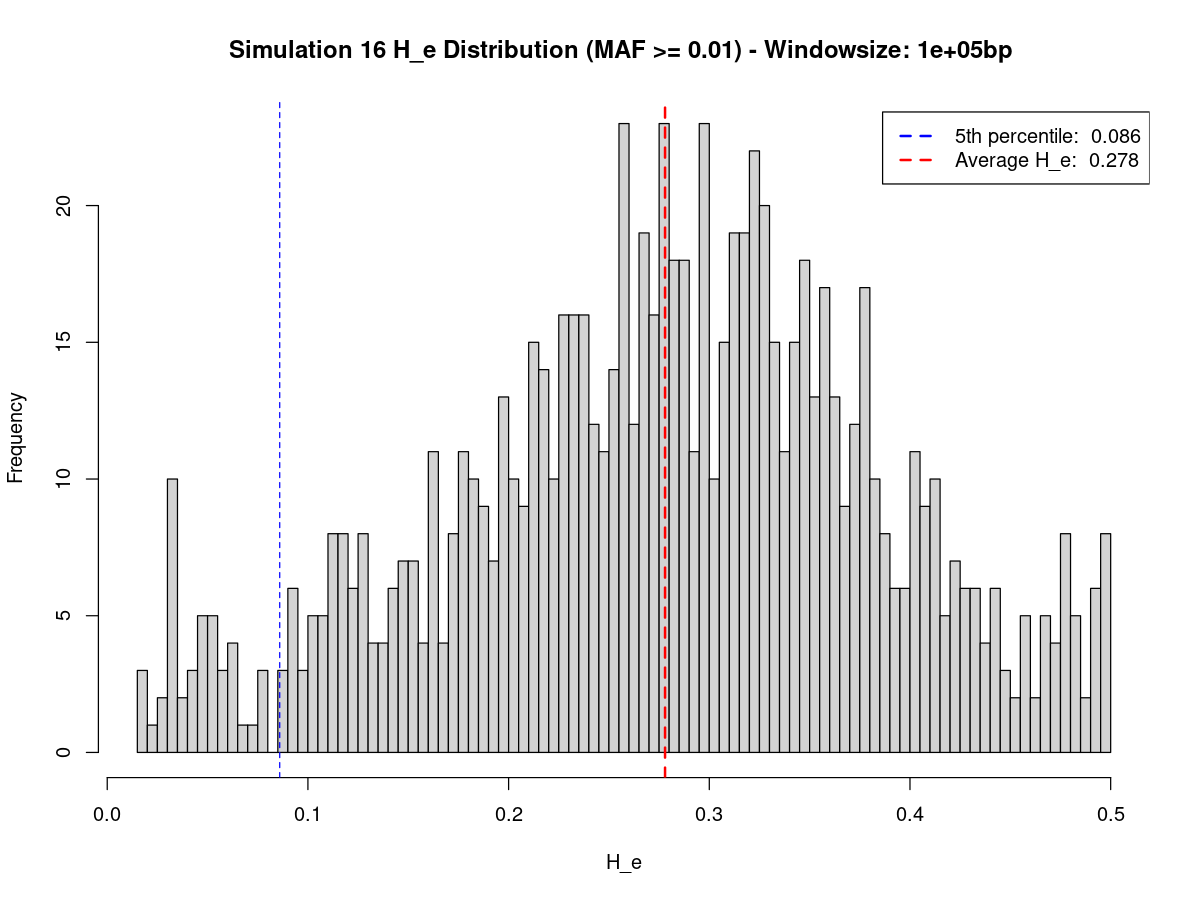 Simulation 16 H_e Distribution (MAF >= 0.01) - Windowsize: 1e+05bp
5th percentile: 0.086
Average H_e: 0.278
Frequency
20
15
10
5
0
0.0 0.1 0.2 0.3 0.4 0.5
H_e